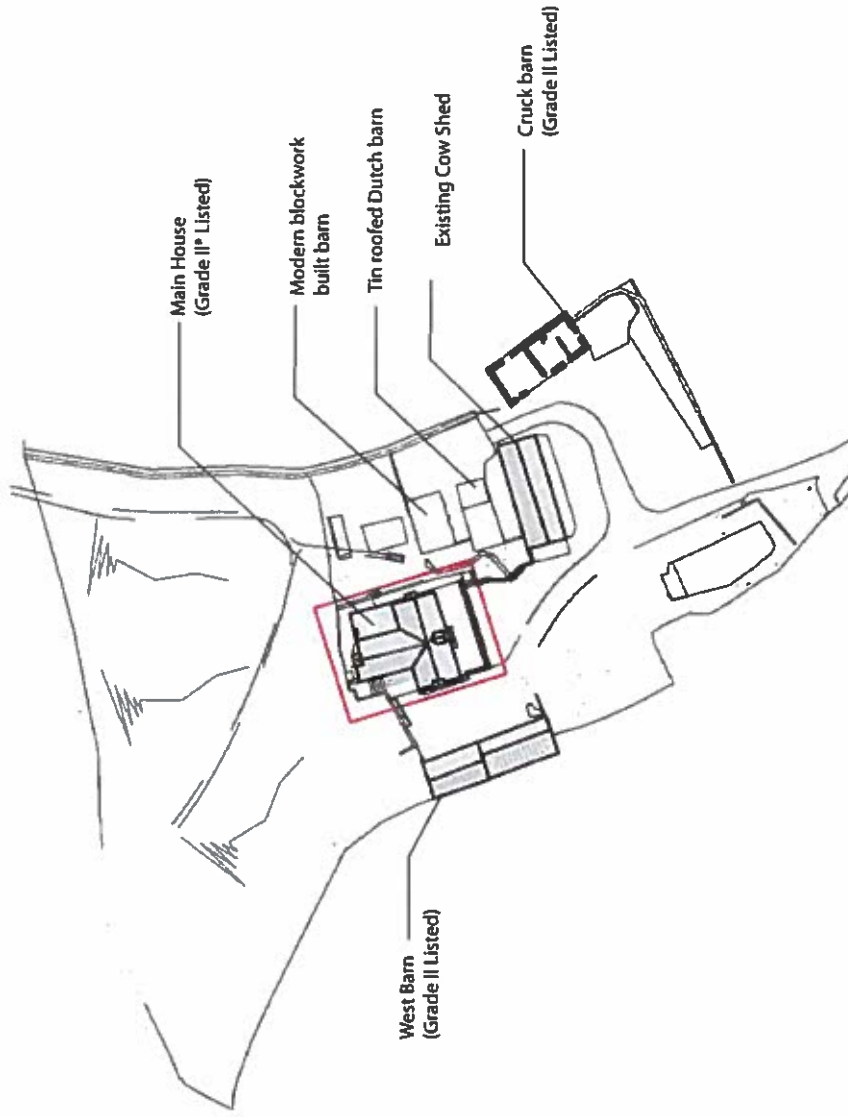 Main House
(Grade II* Listed)
Modern blockwork
built barn
Tin roofed Dutch barn
Existing Cow Shed
Cruck barn
(Grade II Listed)
West Barn
(Grade II Listed)